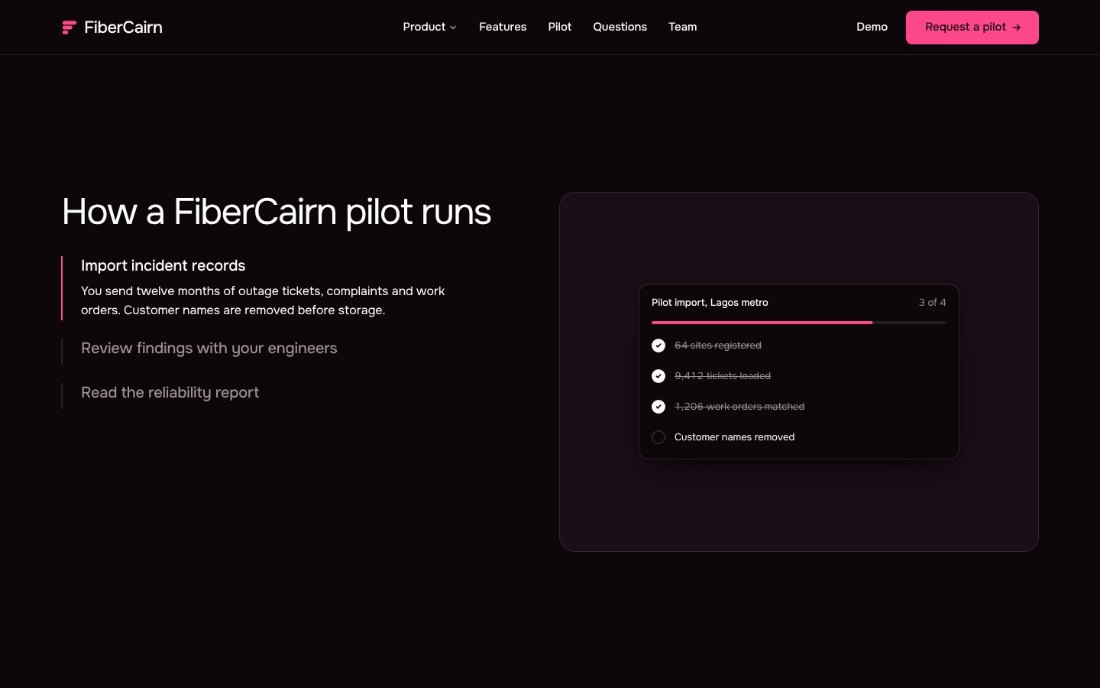 FiberCairn
Product
Features
Pilot
Questions
Team
Demo
Request a pilot →
How a FiberCairn pilot runs
Import incident records
You send twelve months of outage tickets, complaints and work
orders. Customer names are removed before storage.
Review findings with your engineers
Read the reliability report
Pilot import, Lagos metro
3 of 4
64 sites registered
9,412 tickets loaded
1,206 work orders matched
Customer names removed